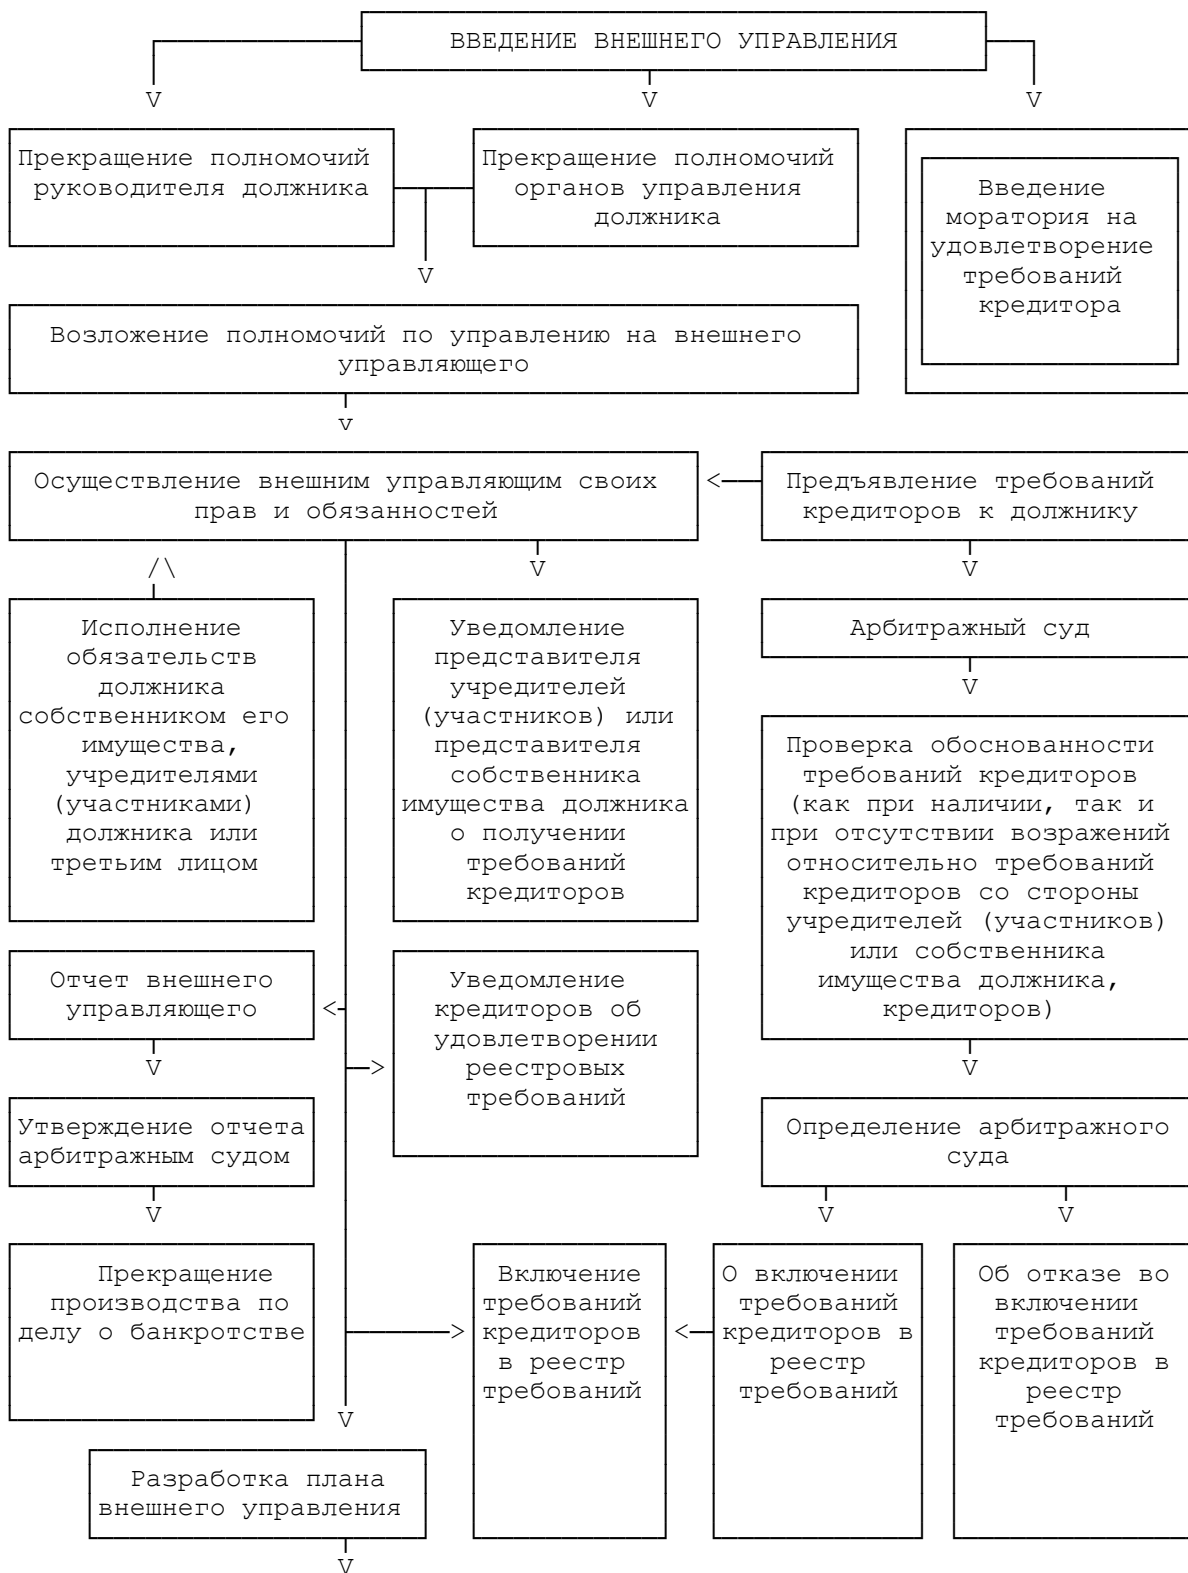 ВВЕДЕНИЕ ВНЕШНЕГО УПРАВЛЕНИЯ
Прекращение полномочий
руководителя должника
Прекращение полномочий
органов управления
должника
Введение
моратория на
удовлетворение
требований
кредитора
Возложение полномочий по управлению на внешнего
управляющего
Осуществление внешним управляющим своих
прав и обязанностей
Предъявление требований
кредиторов к должнику
Исполнение
обязательств
должника
собственником его
имущества,
учредителями
(участниками)
должника или
третьим лицом
Уведомление
представителя
учредителей
(участников) или
представителя
собственника
имущества должника
о получении
требований
кредиторов
Арбитражный суд
Проверка обоснованности
требований кредиторов
(как при наличии, так и
при отсутствии возражений
относительно требований
кредиторов со стороны
учредителей (участников)
или собственника
имущества должника,
кредиторов)
Отчет внешнего
управляющего
Уведомление
кредиторов об
удовлетворении
реестровых
требований
Утверждение отчета
арбитражным судом
Определение арбитражного
суда
Прекращение
производства по
делу о банкротстве
Включение
требований
кредиторов
в реестр
требований
О включении
требований
кредиторов в
реестр
требований
Об отказе во
включении
требований
кредиторов в
реестр
требований
Разработка плана
внешнего управления